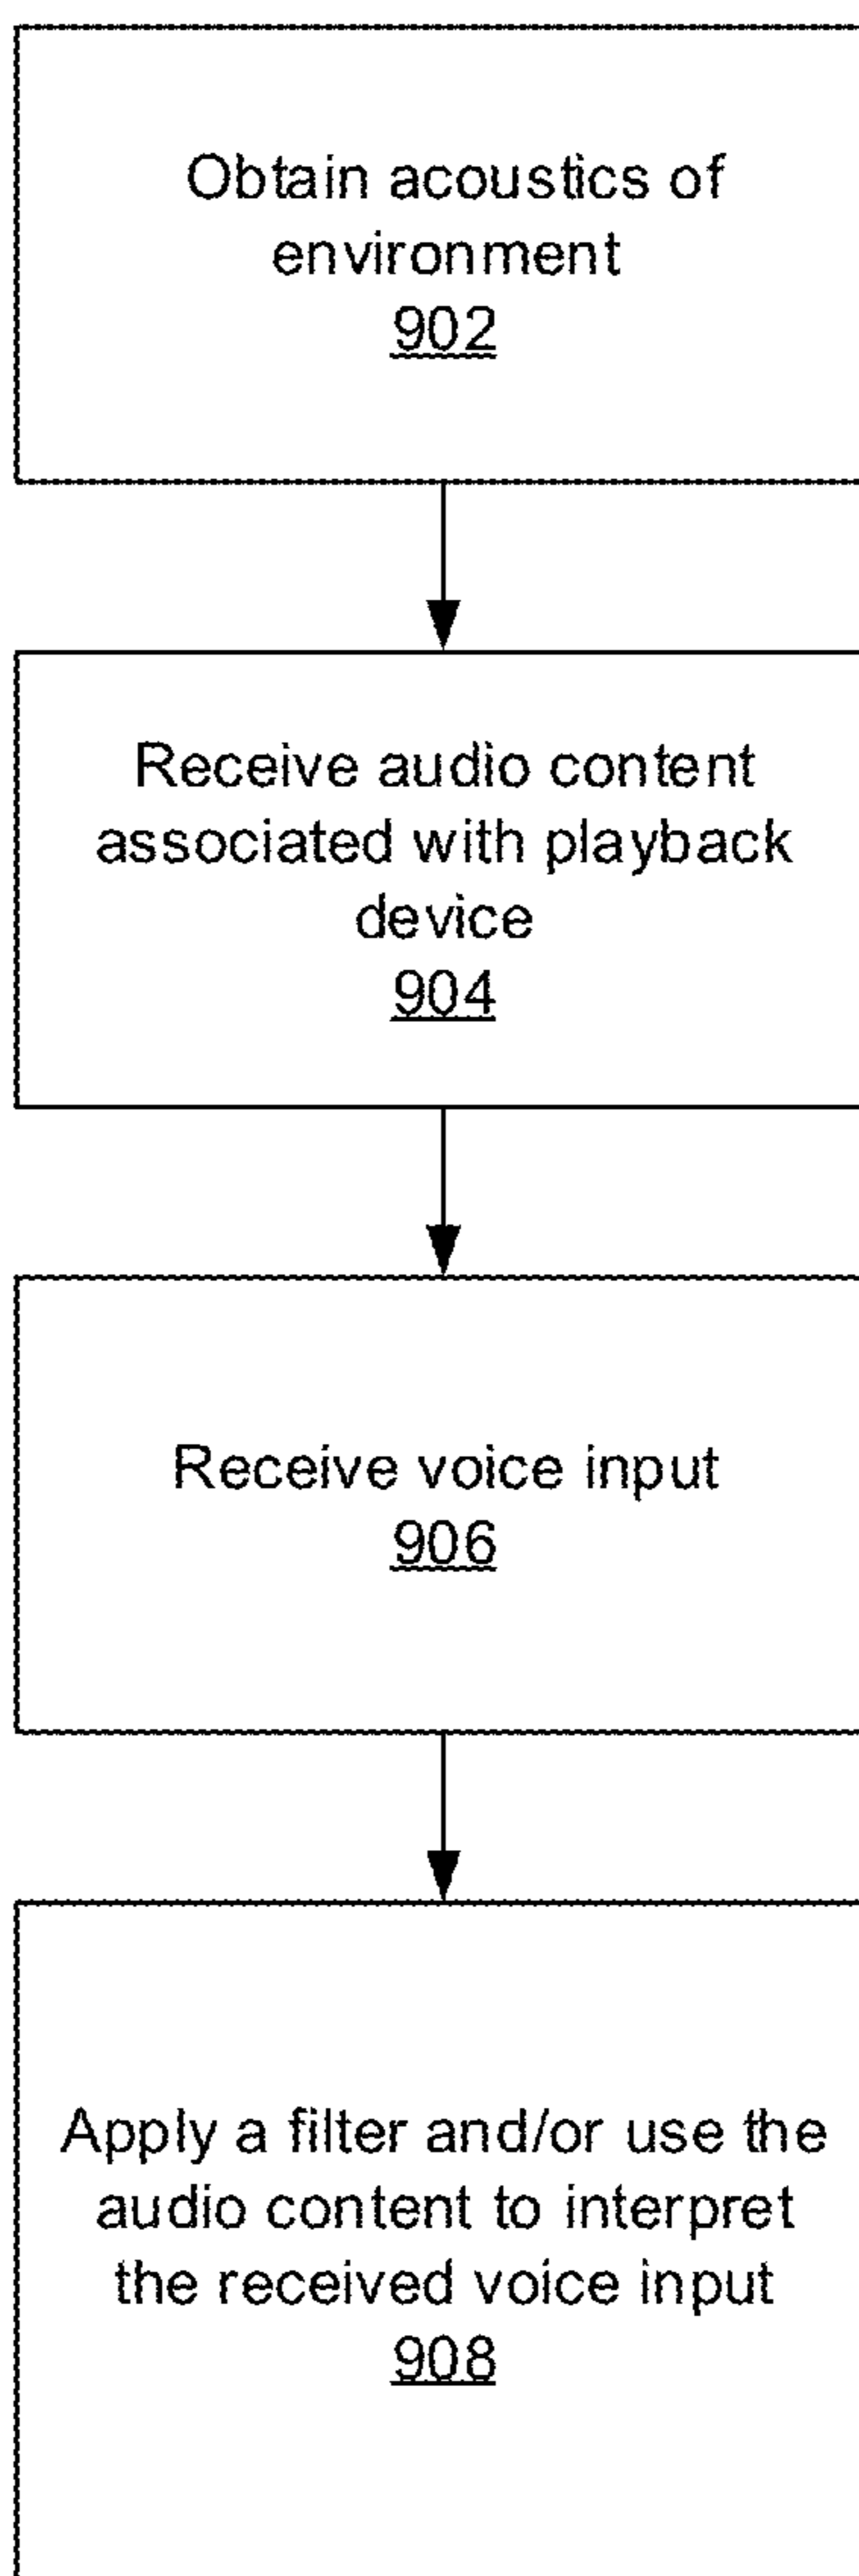 Obtain acoustics of
environment
902
Receive audio content
associated with playback
device
904
Receive voice input
906
Apply a filter and/or use the
audio content to interpret
the received voice input
908